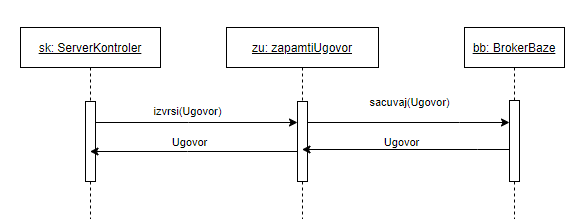 sk: ServerKontroler
zu: zapamtiUgovor
bb: BrokerBaze
izvrsi(Ugovor)
sacuvaj(Ugovor)
Ugovor
Ugovor